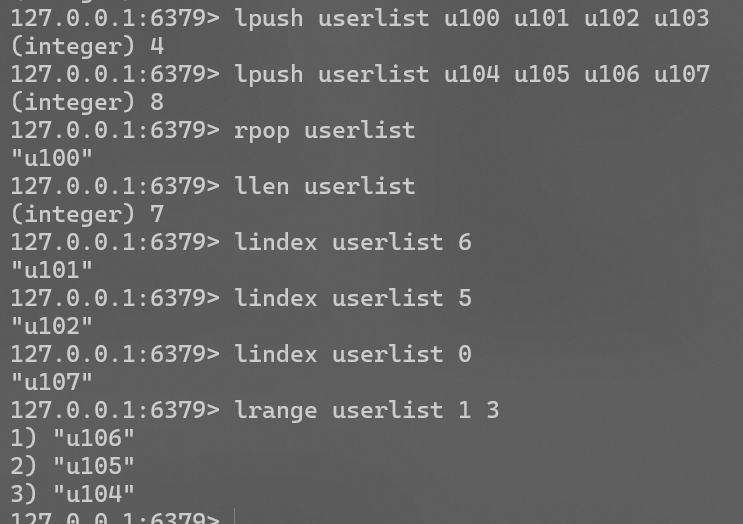 127.0.0.1:6379> lpush userlist u100 u101 u102 u103
(integer) 4
127.0.0.1:6379> lpush userlist u104 u105 u106 u107
(integer) 8
127.0.0.1:6379> rpop userlist
"u100"
127.0.0.1:6379> llen userlist
(integer) 7
127.0.0.1:6379> lindex userlist 6
"u101"
127.0.0.1:6379> lindex userlist 5
"u102"
127.0.0.1:6379> lindex userlist 0
"u107"
127.0.0.1:6379> lrange userlist 1 3
1) "u106"
2) "u105"
3) "u104"
127.0.0.1:6379>